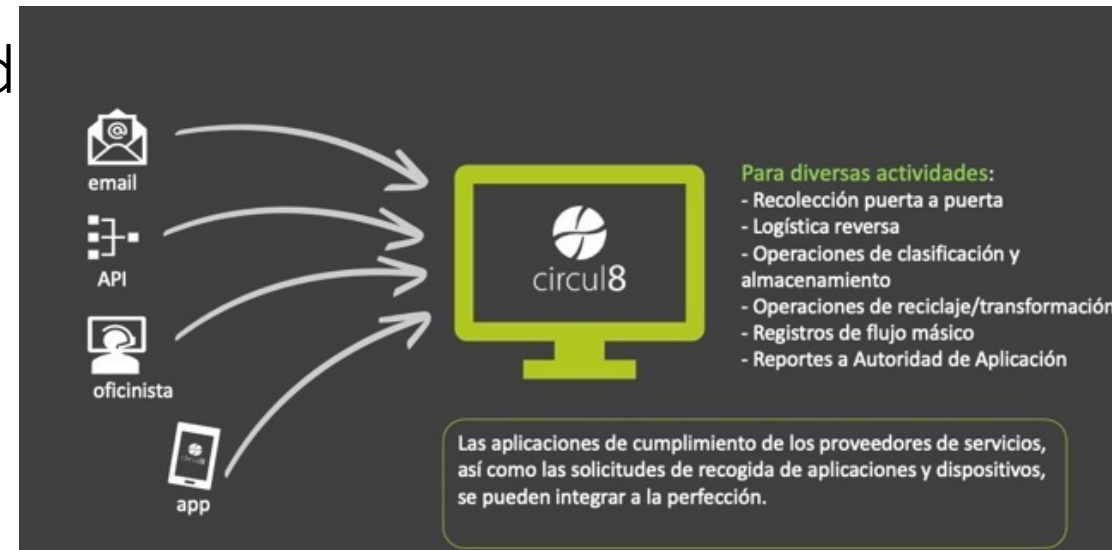 d
@
email
API
oficinista
circul8
app
circul8
Para diversas actividades:
- Recolección puerta a puerta
- Logística reversa
- Operaciones de clasificación y
almacenamiento
- Operaciones de reciclaje/transformación
- Registros de flujo másico
- Reportes a Autoridad de Aplicación
Las aplicaciones de cumplimiento de los proveedores de servicios,
así como las solicitudes de recogida de aplicaciones y dispositivos,
se pueden integrar a la perfección.